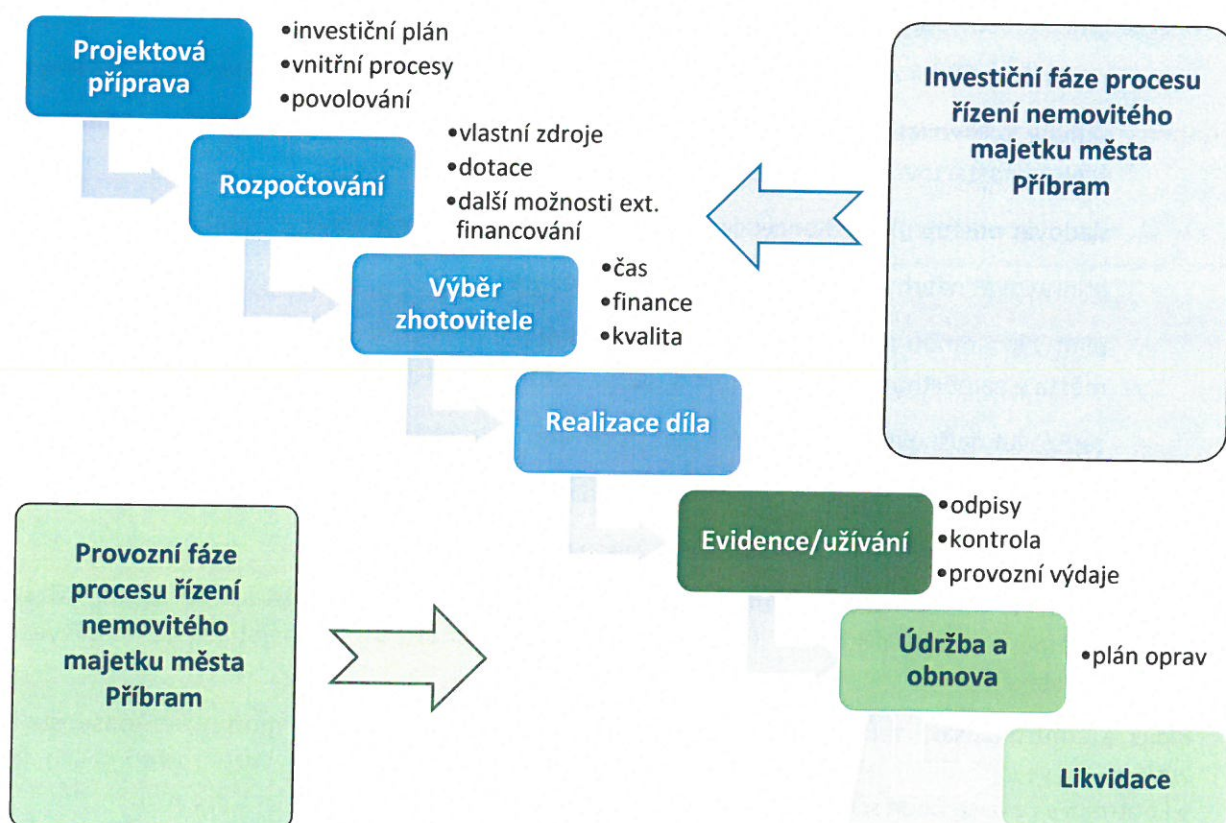 Projektová
příprava
•investiční plán
•vnitřní procesy
•povolování
Investiční fáze procesu
řízení nemovitého
majetku města
Příbram
Rozpočtování
•vlastní zdroje
•dotace
•další možnosti ext.
financování
Výběr
zhotovitele
•čas
•finance
•kvalita
Realizace díla
Provozní fáze
procesu řízení
nemovitého
majetku města
Příbram
Evidence/užívání
•odpisy
•kontrola
•provozní výdaje
Údržba a
obnova
•plán oprav
Likvidace